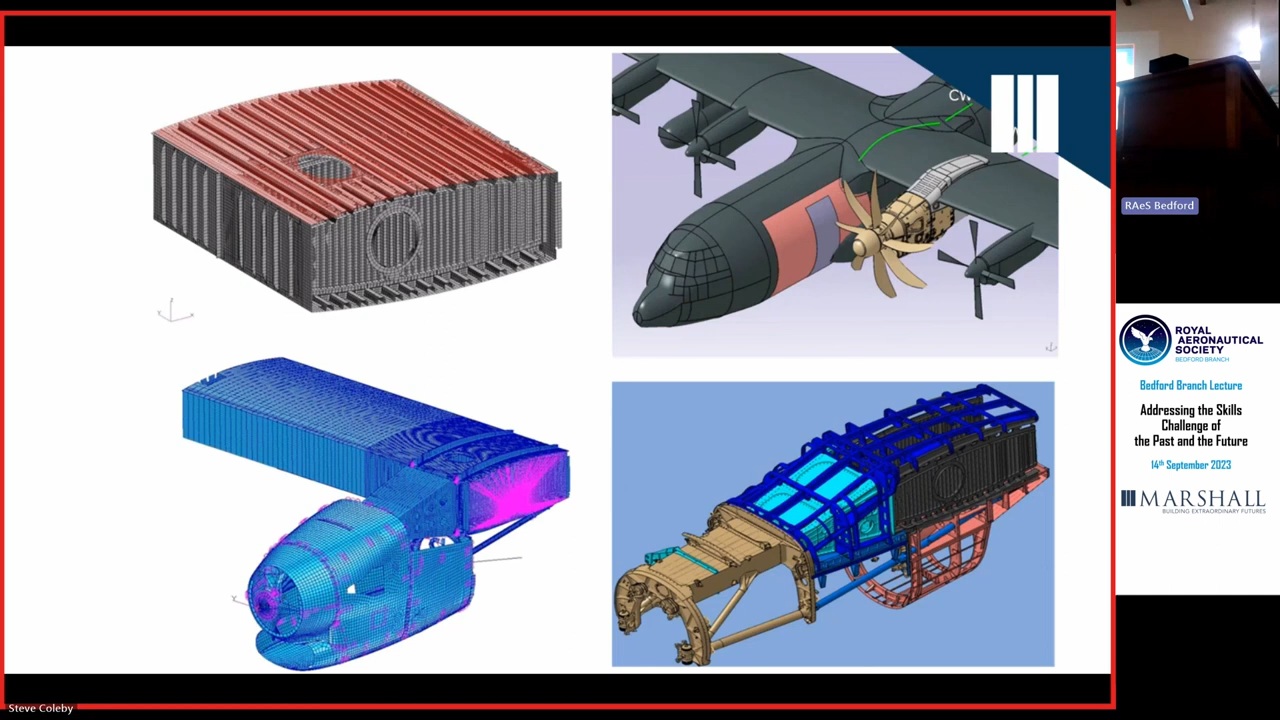 CW
RAeS Bedford
ROYAL
AERONAUTICAL
SOCIETY
BEDFORD BRANCH
Bedford Branch Lecture
Addressing the Skills
Challenge of
the Past and the Future
14th September 2023
MARSHALL
BUILDING EXTRAORDINARY FUTURES
Steve Coleby